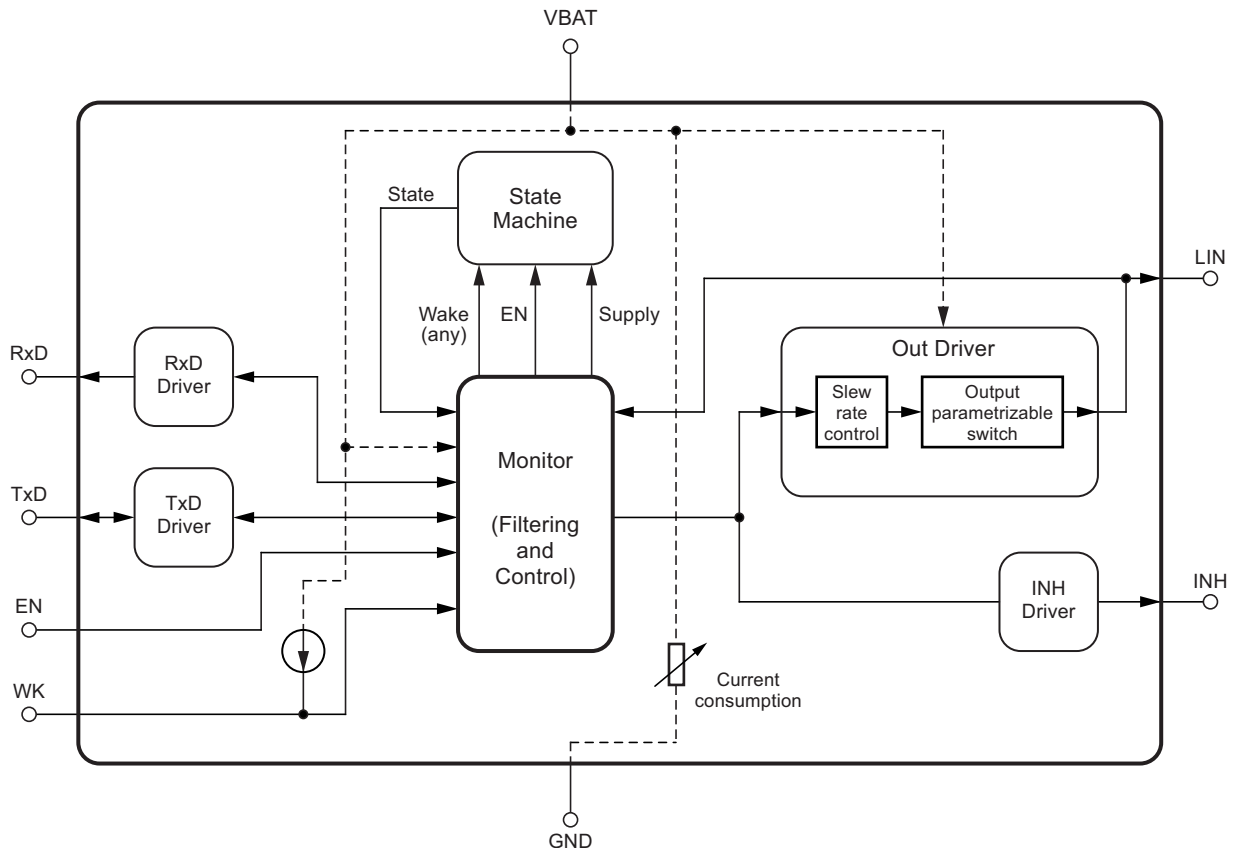 VBAT
State
State
Machine
LIN
Wake
(any)
EN
Supply
RxD
RxD
Driver
Out Driver
Slew
rate
control
Output
parametrizable
switch
Monitor
(Filtering
and
Control)
TxD
TxD
Driver
EN
INH
Driver
INH
WK
Current
consumption
GND